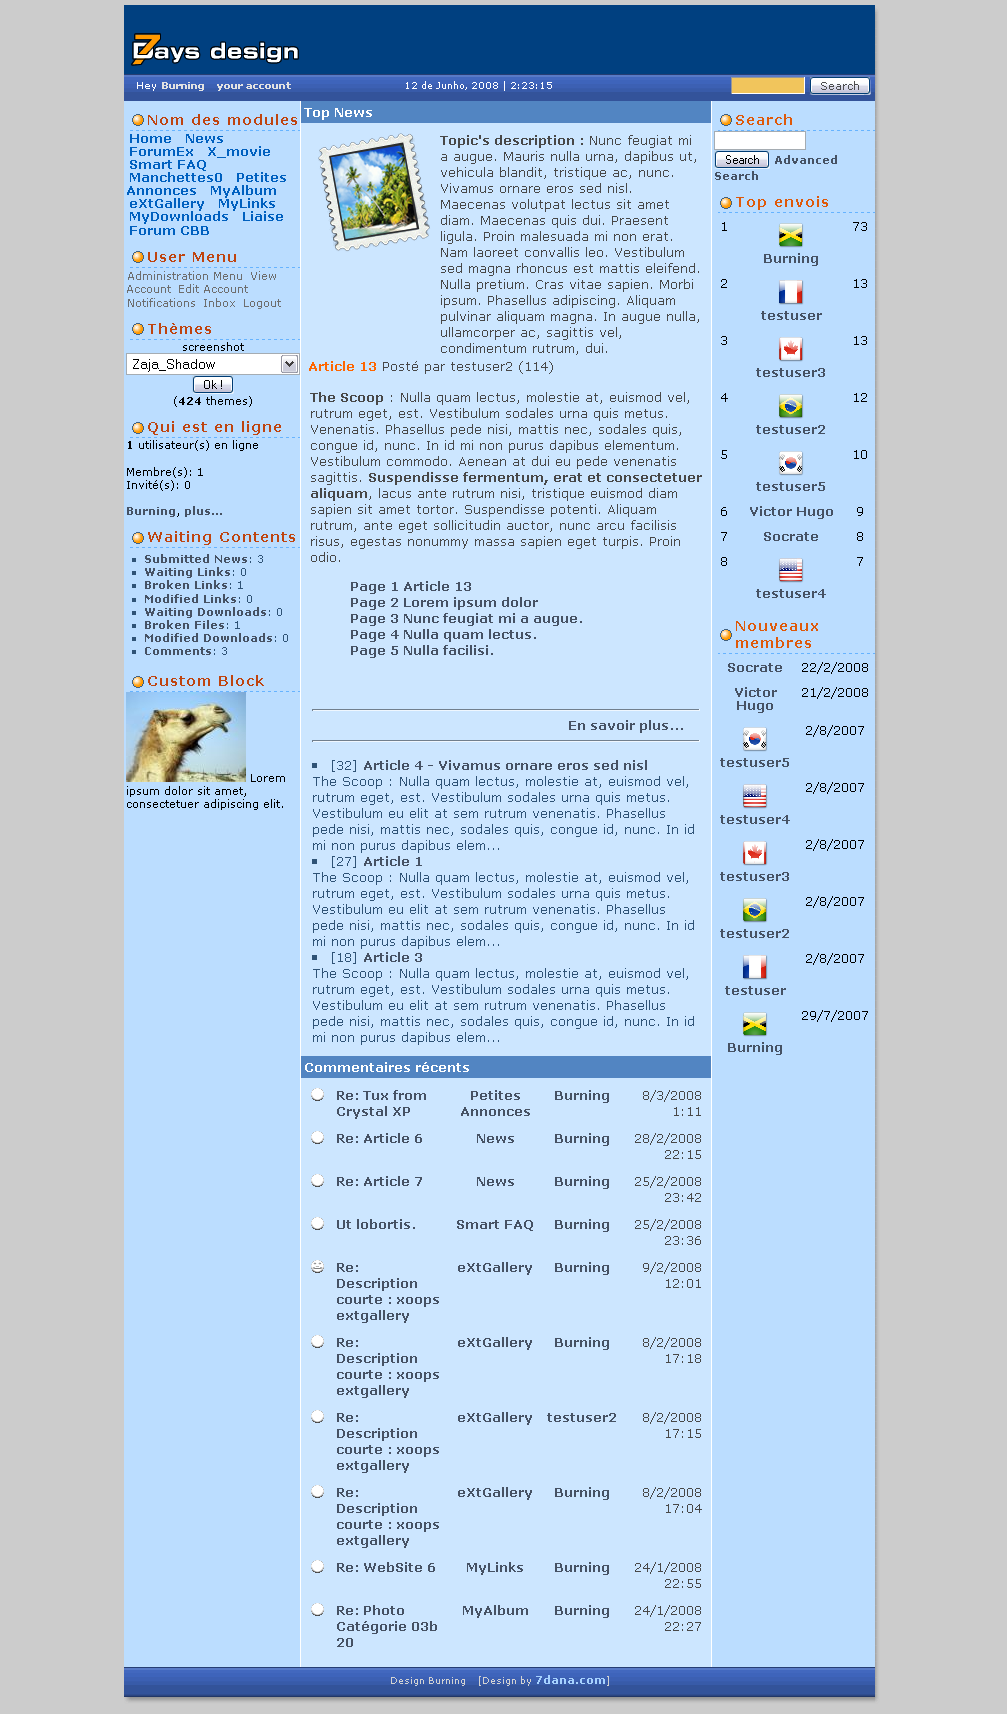 7Days design
Hey Burning your account
12 de Junho, 2008 | 2:23:15
Search
Nom des modules
Home News
ForumEx X_movie
Smart FAQ
Manchettes0 Petites
Annonces MyAlbum
eXtGallery MyLinks
MyDownloads Liaise
Forum CBB
User Menu
Administration Menu View
Account Edit Account
Notifications Inbox Logout
Thèmes
screenshot
Zaja_Shadow
Ok !
(424 themes)
Qui est en ligne
1 utilisateur(s) en ligne
Membre(s): 1
Invité(s): 0
Burning, plus...
Waiting Contents
Submitted News: 3
Waiting Links: 0
Broken Links: 1
Modified Links: 0
Waiting Downloads: 0
Broken Files: 1
Modified Downloads: 0
Comments: 3
Custom Block
Lorem
ipsum dolor sit amet,
consectetuer adipiscing elit.
Top News
Topic's description : Nunc feugiat mi
a augue. Mauris nulla urna, dapibus ut,
vehicula blandit, tristique ac, nunc.
Vivamus ornare eros sed nisl.
Maecenas volutpat lectus sit amet
diam. Maecenas quis dui. Praesent
ligula. Proin malesuada mi non erat.
Nam laoreet convallis leo. Vestibulum
sed magna rhoncus est mattis eleifend.
Nulla pretium. Cras vitae sapien. Morbi
ipsum. Phasellus adipiscing. Aliquam
pulvinar aliquam magna. In augue nulla,
ullamcorper ac, sagittis vel,
condimentum rutrum, dui.
Article 13 Posté par testuser2 (114)
The Scoop : Nulla quam lectus, molestie at, euismod vel,
rutrum eget, est. Vestibulum sodales urna quis metus.
Venenatis. Phasellus pede nisi, mattis nec, sodales quis,
congue id, nunc. In id mi non purus dapibus elementum.
Vestibulum commodo. Aenean at dui eu pede venenatis
sagittis. Suspendisse fermentum, erat et consectetuer
aliquam, lacus ante rutrum nisi, tristique euismod diam
sapien sit amet tortor. Suspendisse potenti. Aliquam
rutrum, ante eget sollicitudin auctor, nunc arcu facilisis
risus, egestas nonummy massa sapien eget turpis. Proin
odio.
Page 1 Article 13
Page 2 Lorem ipsum dolor
Page 3 Nunc feugiat mi a augue.
Page 4 Nulla quam lectus.
Page 5 Nulla facilisi.
En savoir plus...
[32] Article 4 - Vivamus ornare eros sed nisl
The Scoop : Nulla quam lectus, molestie at, euismod vel,
rutrum eget, est. Vestibulum sodales urna quis metus.
Vestibulum eu elit at sem rutrum venenatis. Phasellus
pede nisi, mattis nec, sodales quis, congue id, nunc. In id
mi non purus dapibus elem...
[27] Article 1
The Scoop : Nulla quam lectus, molestie at, euismod vel,
rutrum eget, est. Vestibulum sodales urna quis metus.
Vestibulum eu elit at sem rutrum venenatis. Phasellus
pede nisi, mattis nec, sodales quis, congue id, nunc. In id
mi non purus dapibus elem...
[18] Article 3
The Scoop : Nulla quam lectus, molestie at, euismod vel,
rutrum eget, est. Vestibulum sodales urna quis metus.
Vestibulum eu elit at sem rutrum venenatis. Phasellus
pede nisi, mattis nec, sodales quis, congue id, nunc. In id
mi non purus dapibus elem...
Commentaires récents
Re: Tux from Petites Burning 8/3/2008
Crystal XP Annonces 1:11
Re: Article 6 News Burning 28/2/2008
22:15
Re: Article 7 News Burning 25/2/2008
23:42
Ut lobortis. Smart FAQ Burning 25/2/2008
23:36
Re: eXtGallery Burning 9/2/2008
Description 12:01
courte : xoops
extgallery
Re: eXtGallery Burning 8/2/2008
Description 17:18
courte : xoops
extgallery
Re: eXtGallery testuser2 8/2/2008
Description 17:15
courte : xoops
extgallery
Re: eXtGallery Burning 8/2/2008
Description 17:04
courte : xoops
extgallery
Re: WebSite 6 MyLinks Burning 24/1/2008
22:55
Re: Photo MyAlbum Burning 24/1/2008
Catégorie 03b 22:27
20
Search
Search Advanced
Search
Top envois
1 73
Burning
2 13
testuser
3 13
testuser3
4 12
testuser2
5 10
testuser5
6 Victor Hugo 9
7 Socrate 8
8 7
testuser4
Nouveaux
membres
Socrate 22/2/2008
Victor 21/2/2008
Hugo
2/8/2007
testuser5
2/8/2007
testuser4
2/8/2007
testuser3
2/8/2007
testuser2
2/8/2007
testuser
29/7/2007
Burning
Design Burning [Design by 7dana.com]